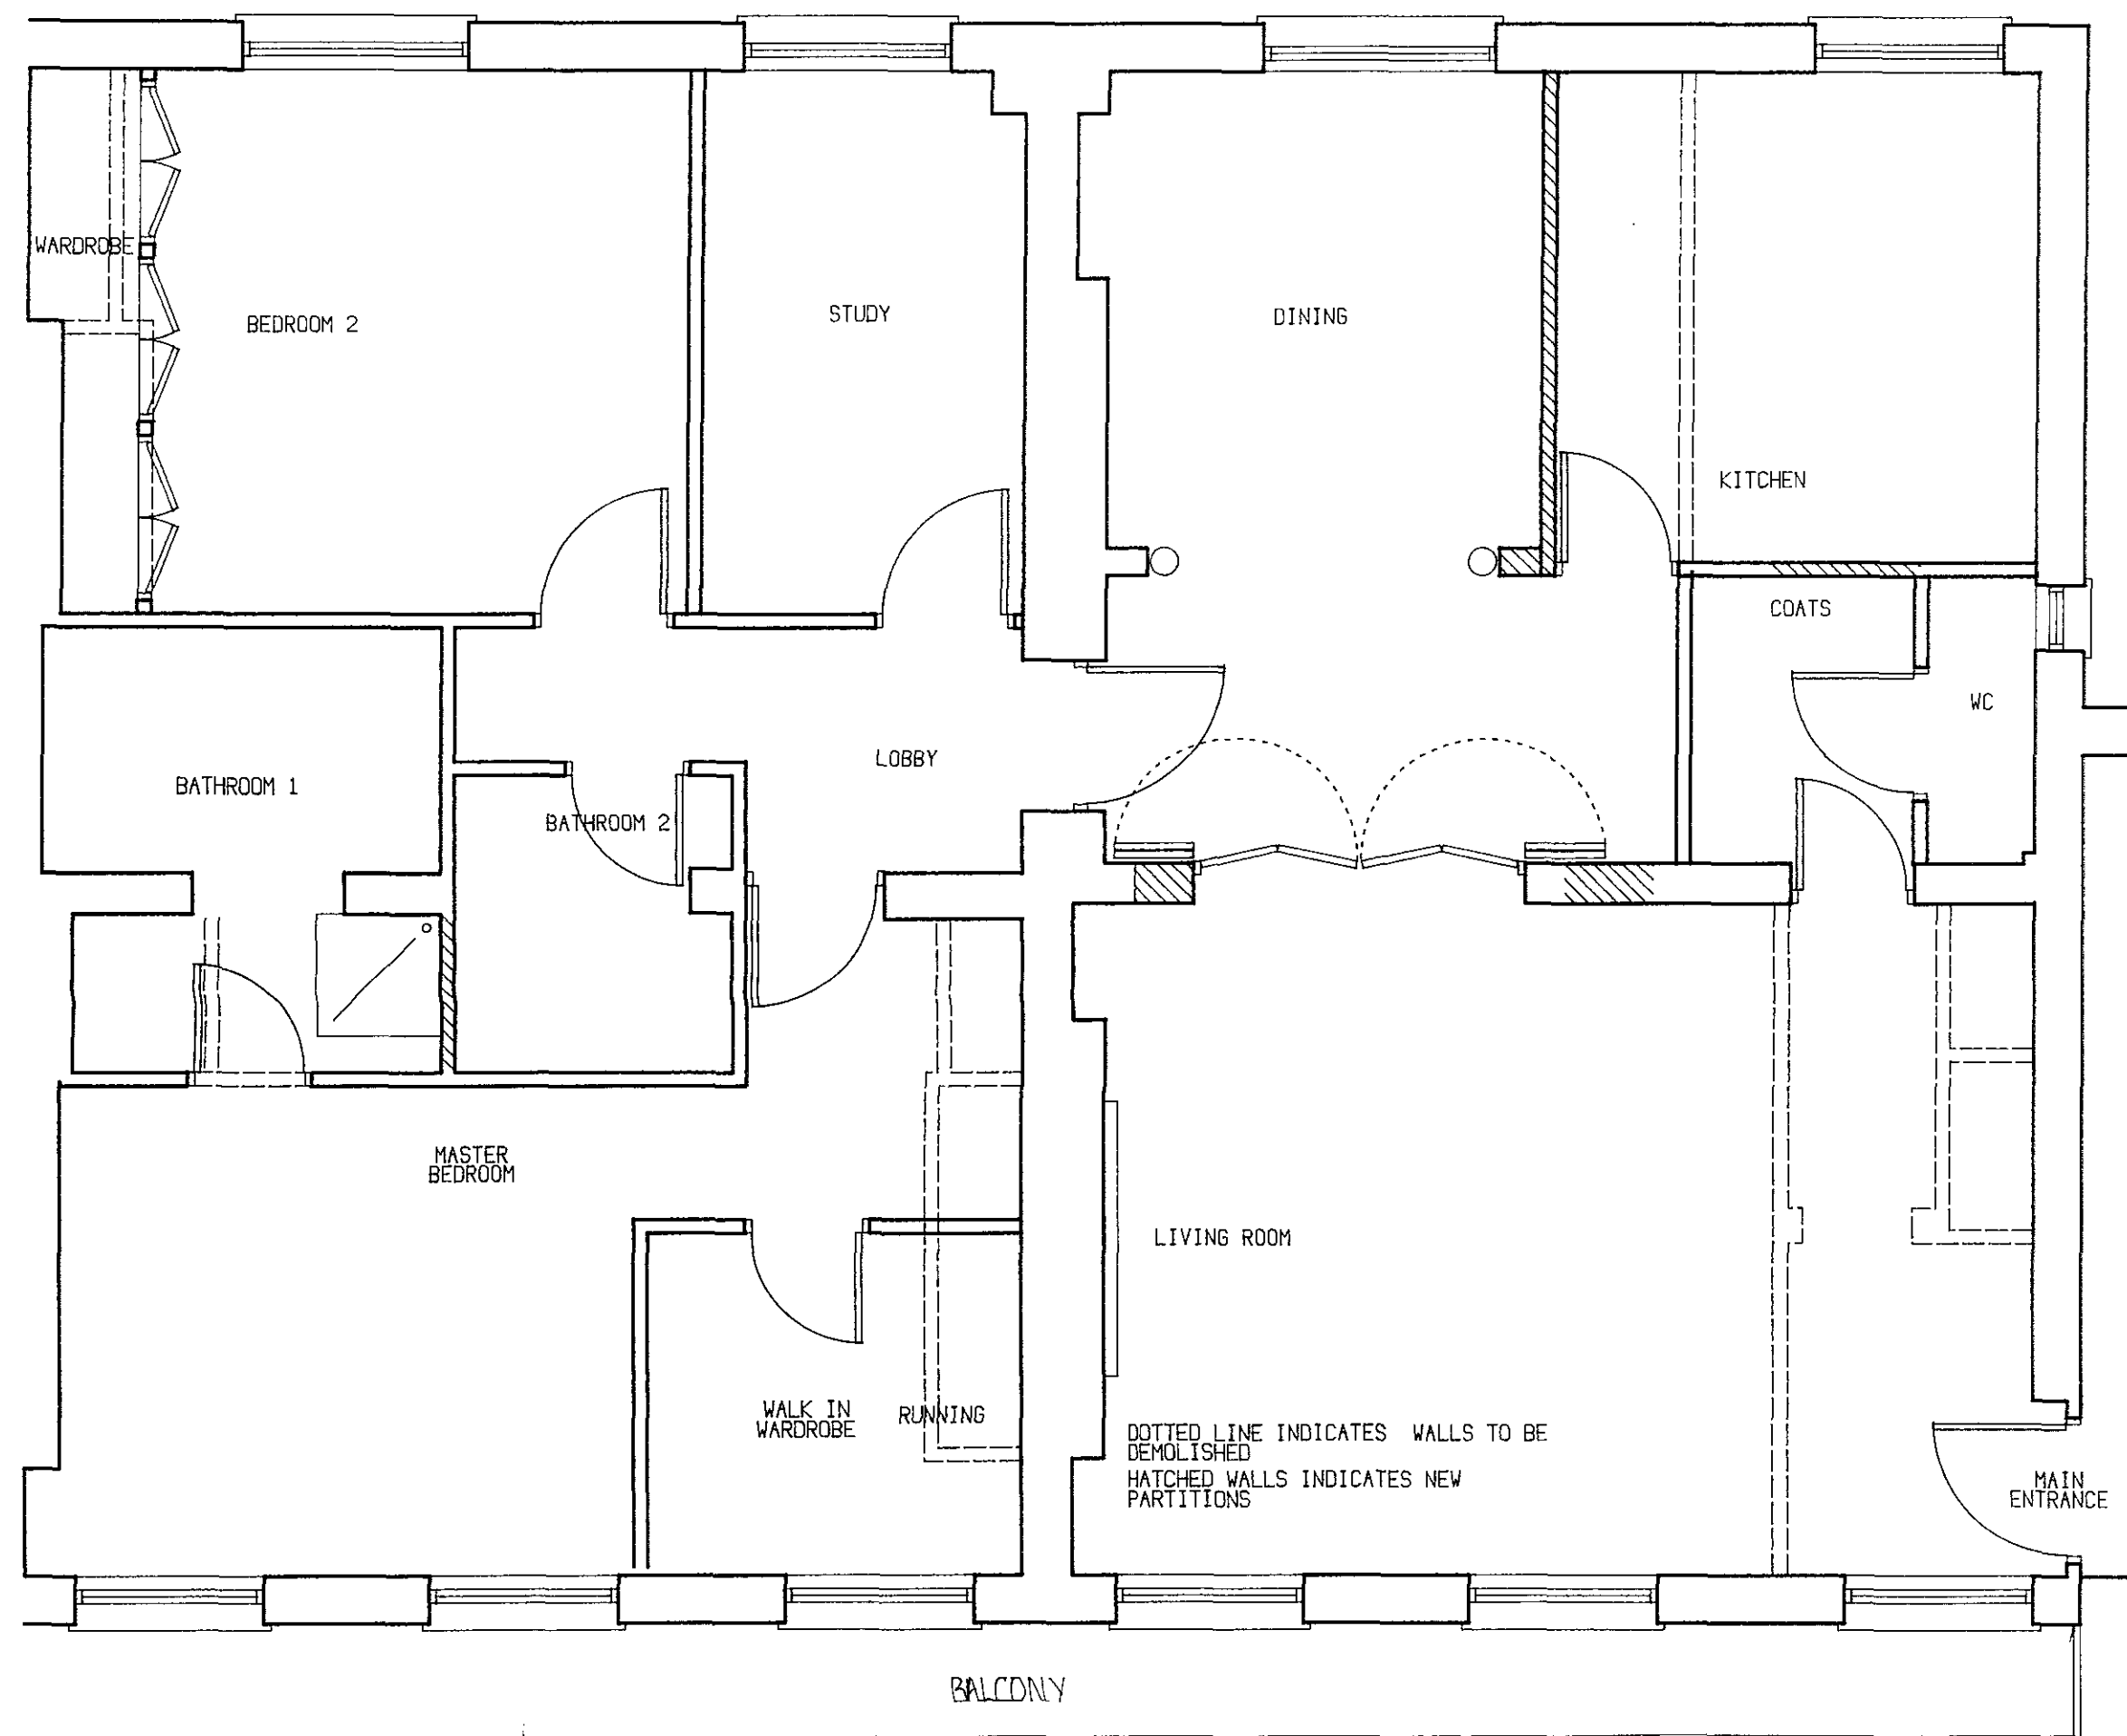 WARDROBE
BEDROOM 2
STUDY
DINING
KITCHEN
COATS
WC
LOBBY
BATHROOM 1
BATHROOM 2
MASTER
BEDROOM
LIVING ROOM
WALK IN
WARDROBE
RUNNING
DOTTED LINE INDICATES WALLS TO BE
DEMOLISHED
HATCHED WALLS INDICATES NEW
PARTITIONS
MAIN
ENTRANCE
BALCONY